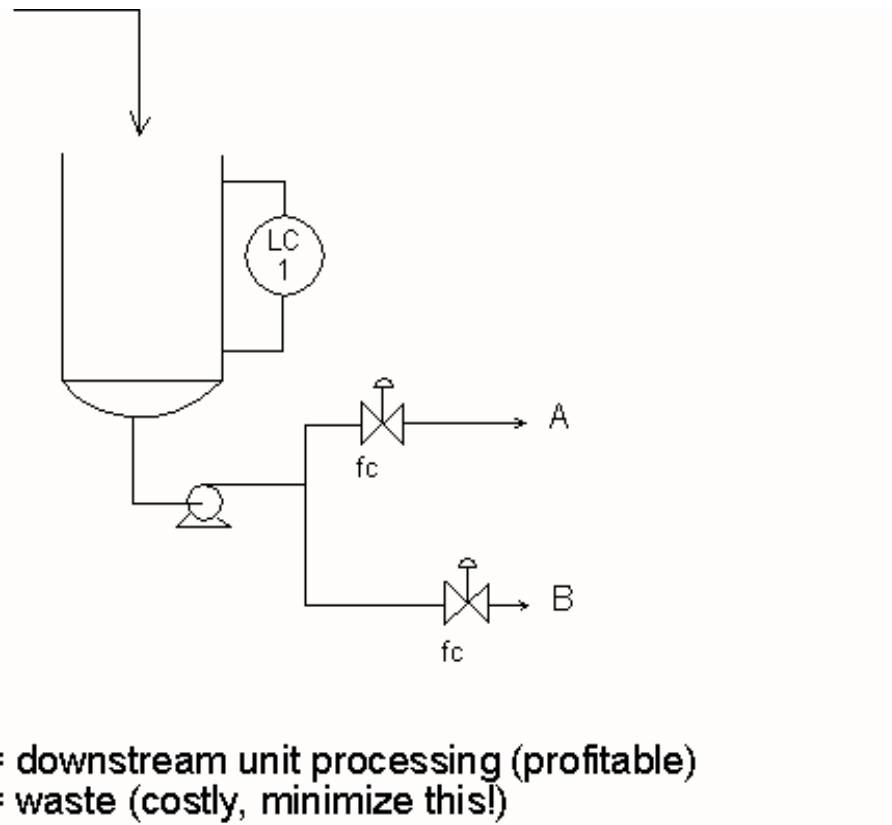 LC
1
A
fc
B
fc
= downstream unit processing (profitable)
= waste (costly, minimize this!)